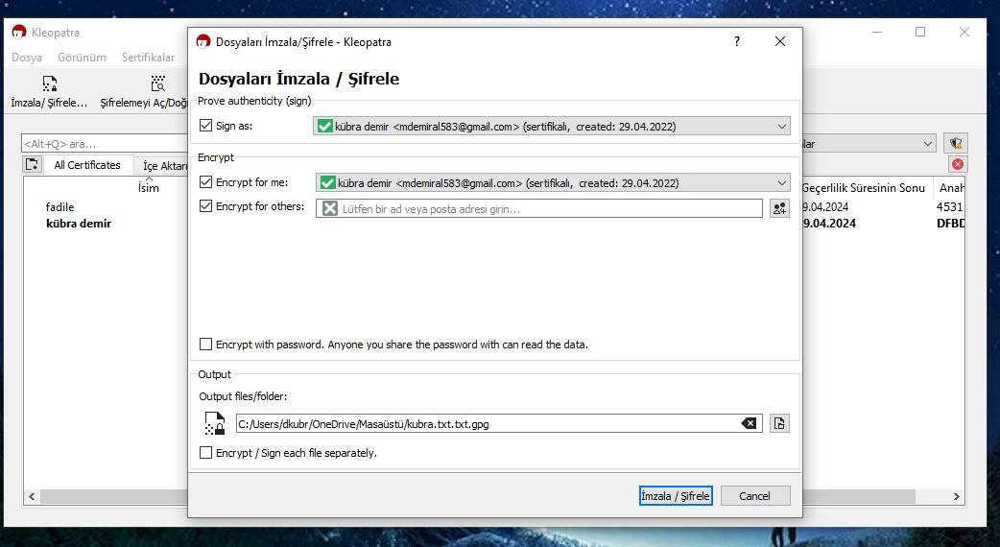 Kleopatra
Dosya Görünüm Sertifikalar
İmzala/ Şifrele... Şifrelemeyi Aç/Doğ
<Alt+Q> ara...
lar
All Certificates İçe Aktarı
İsim
Geçerlilik Süresinin Sonu Anah
fadile
9.04.2024 4531
kübra demir
9.04.2024 DFBD
Dosyaları İmzala/Şifrele - Kleopatra
?
Dosyaları İmzala / Şifrele
Prove authenticity (sign)
Sign as: kübra demir <mdemiral583@gmail.com> (sertifikalı, created: 29.04.2022)
Encrypt
Encrypt for me: kübra demir <mdemiral583@gmail.com> (sertifikalı, created: 29.04.2022)
Encrypt for others: Lütfen bir ad veya posta adresi girin...
Encrypt with password. Anyone you share the password with can read the data.
Output
Output files/folder:
C:/Users/dkubr/OneDrive/Masaüstü/kubra.txt.txt.gpg
Encrypt / Sign each file separately.
İmzala / Şifrele Cancel